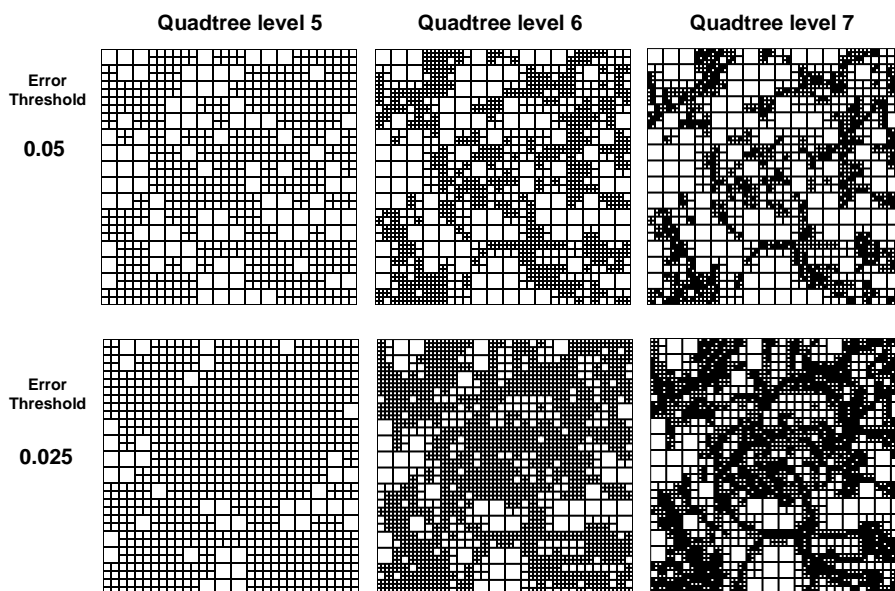 Quadtree level 5
Quadtree level 6
Quadtree level 7
Error
Threshold
0.05
Error
Threshold
0.025